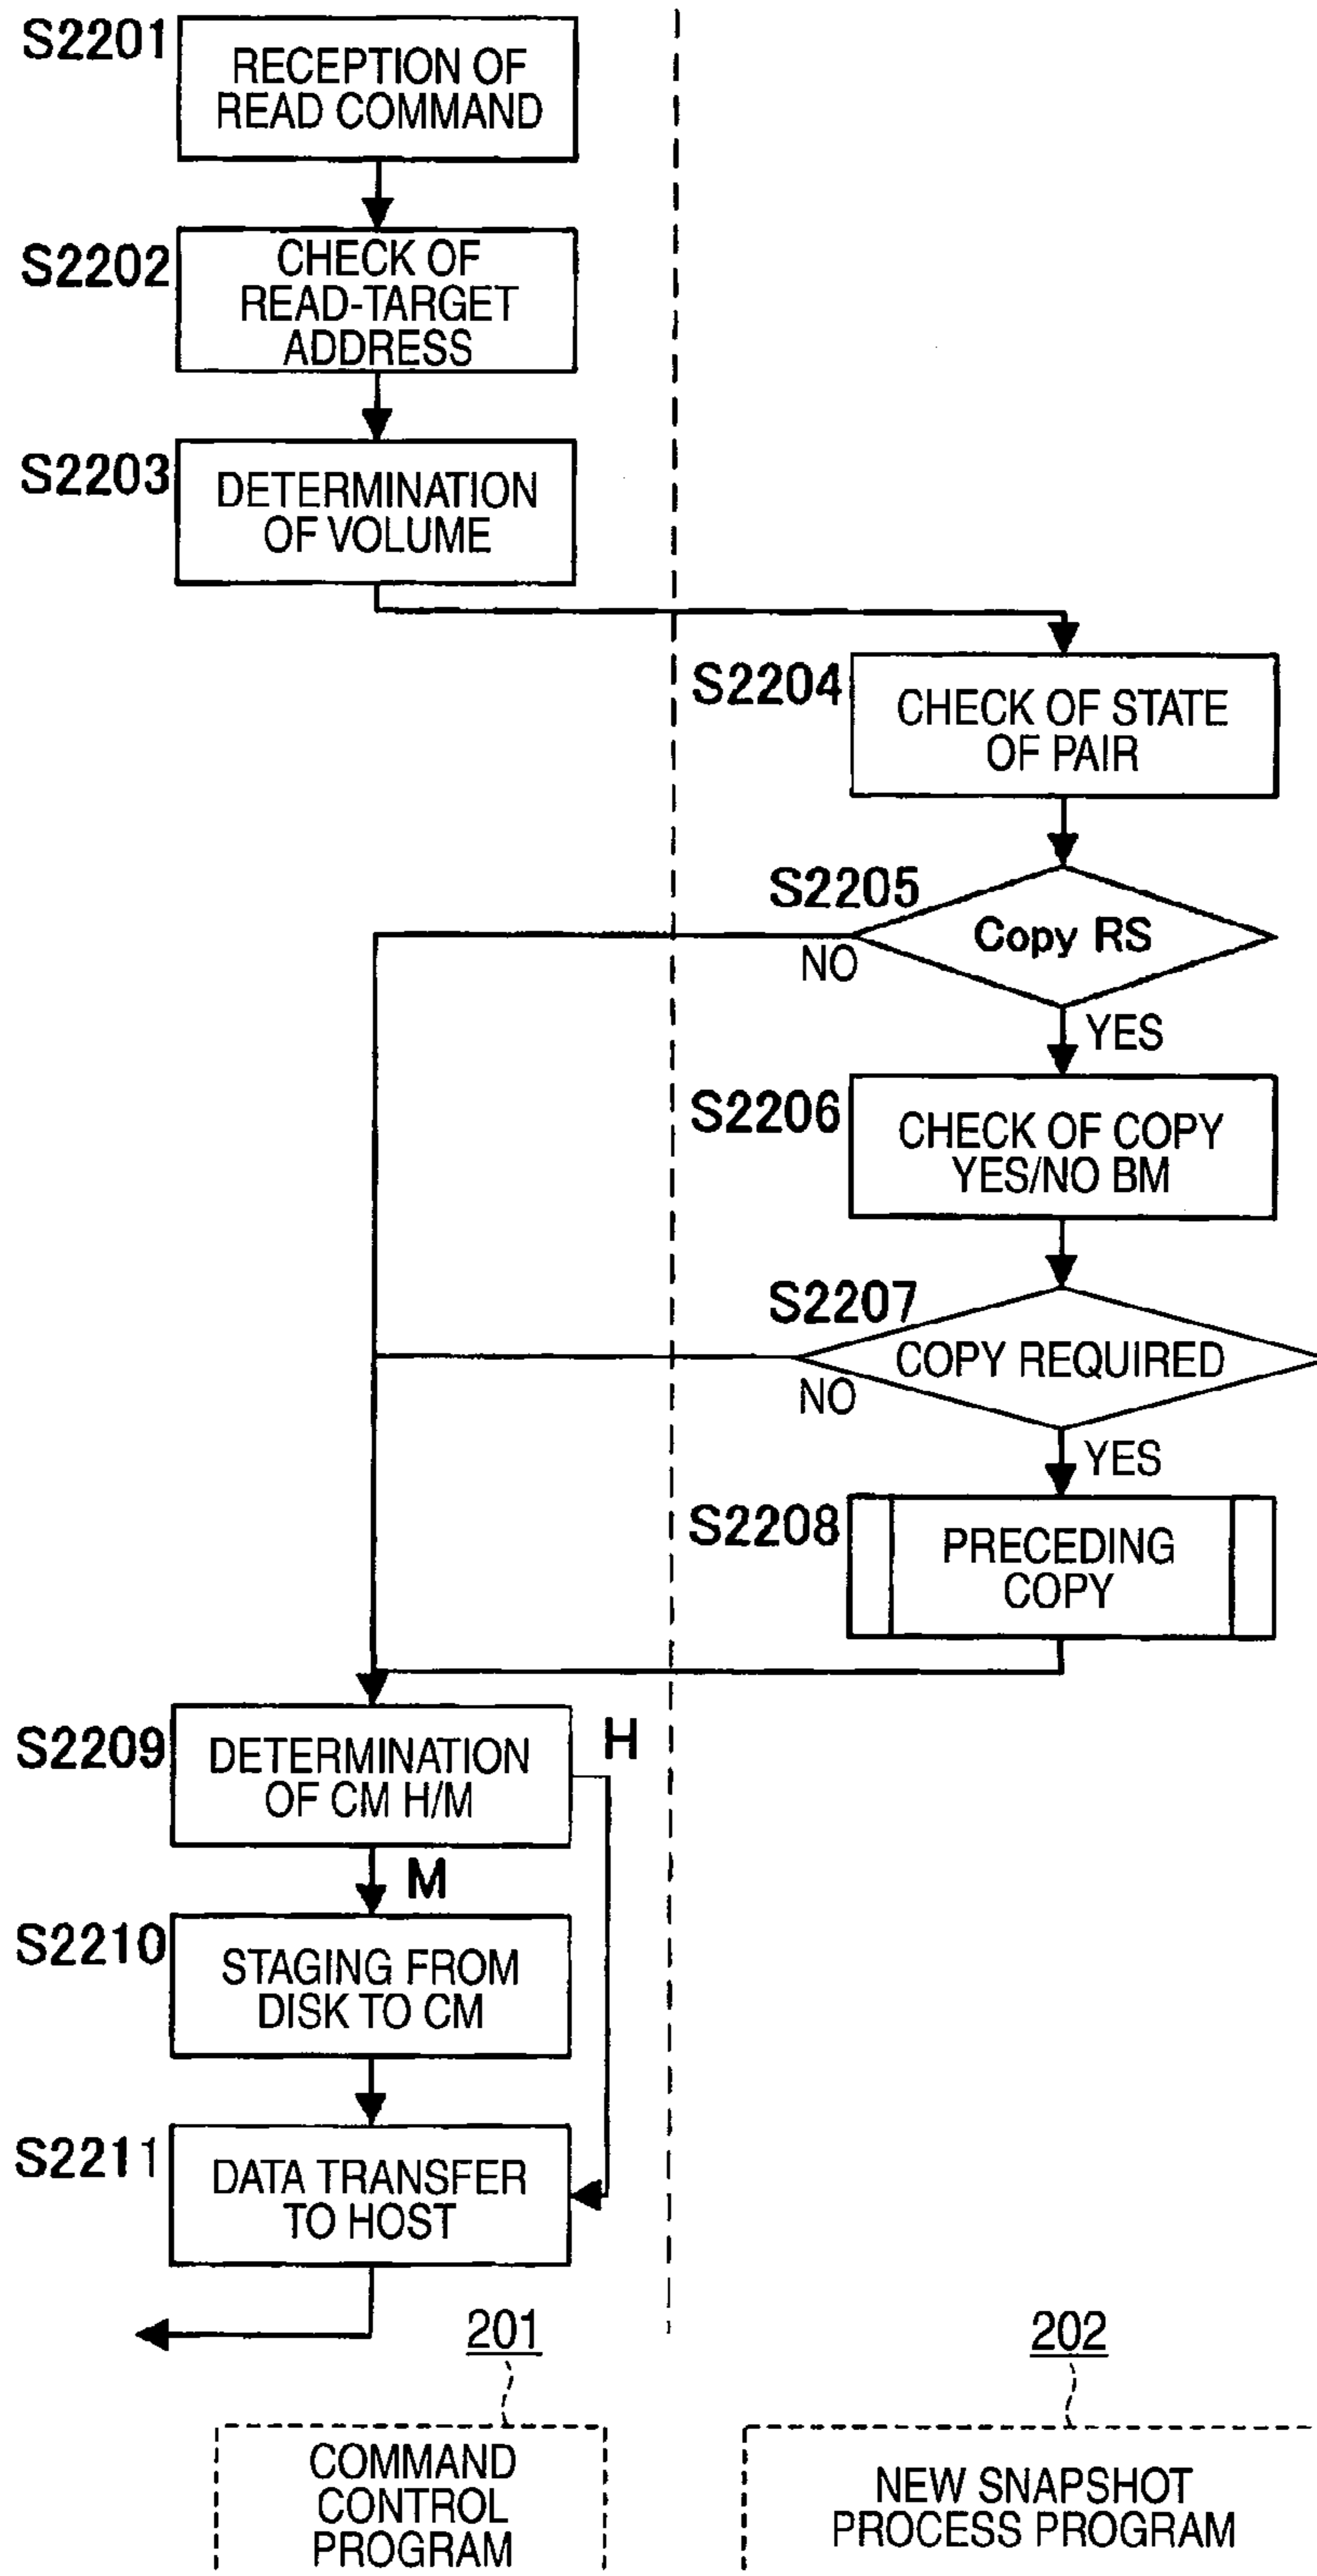 S2201
RECEPTION OF
READ COMMAND
S2202
CHECK OF
READ-TARGET
ADDRESS
S2203
DETERMINATION
OF VOLUME
S2204
CHECK OF STATE
OF PAIR
S2205
Copy RS
NO
YES
S2206
CHECK OF COPY
YES/NO BM
S2207
COPY REQUIRED
NO
YES
S2208
PRECEDING
COPY
S2209
DETERMINATION
OF CM H/M
H
M
S2210
STAGING FROM
DISK TO CM
S2211
DATA TRANSFER
TO HOST
201
COMMAND
CONTROL
PROGRAM
202
NEW SNAPSHOT
PROCESS PROGRAM